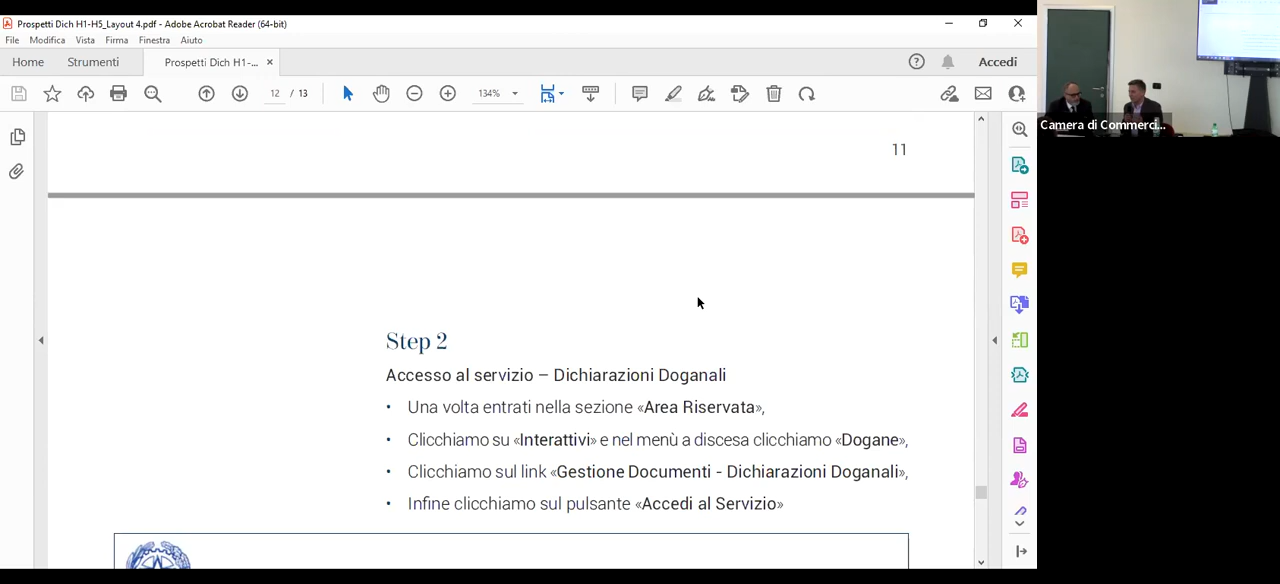 Prospetti Dich H1-H5_Layout 4.pdf - Adobe Acrobat Reader (64-bit)
File Modifica Vista Firma Finestra Aiuto
Home Strumenti Prospetti Dich H1-... × Accedi
12 / 13 134%
11
Camera di Commerci...
Step 2
Accesso al servizio – Dichiarazioni Doganali
• Una volta entrati nella sezione «Area Riservata»,
• Clicchiamo su «Interattivi» e nel menù a discesa clicchiamo «Dogane»,
• Clicchiamo sul link «Gestione Documenti - Dichiarazioni Doganali»,
• Infine clicchiamo sul pulsante «Accedi al Servizio»